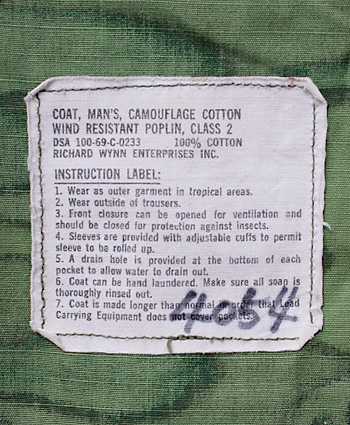 COAT, MAN'S, CAMOUFLAGE COTTON
WIND RESISTANT POPLIN, CLASS 2
DSA 100-69-C-0233 100% COTTON
RICHARD WYNN ENTERPRISES INC.
INSTRUCTION LABEL:
1. Wear as outer garment in tropical areas.
2. Wear outside of trousers.
3. Front closure can be opened for ventilation and
should be closed for protection against insects.
4. Sleeves are provided with adjustable cuffs to permit
sleeve to be rolled up.
5. A drain hole is provided at the bottom of each
pocket to allow water to drain out.
6. Coat can be hand laundered. Make sure all soap is
thoroughly rinsed out.
7. Coat is made longer than normal in order that Load
Carrying Equipment does not cover pockets.